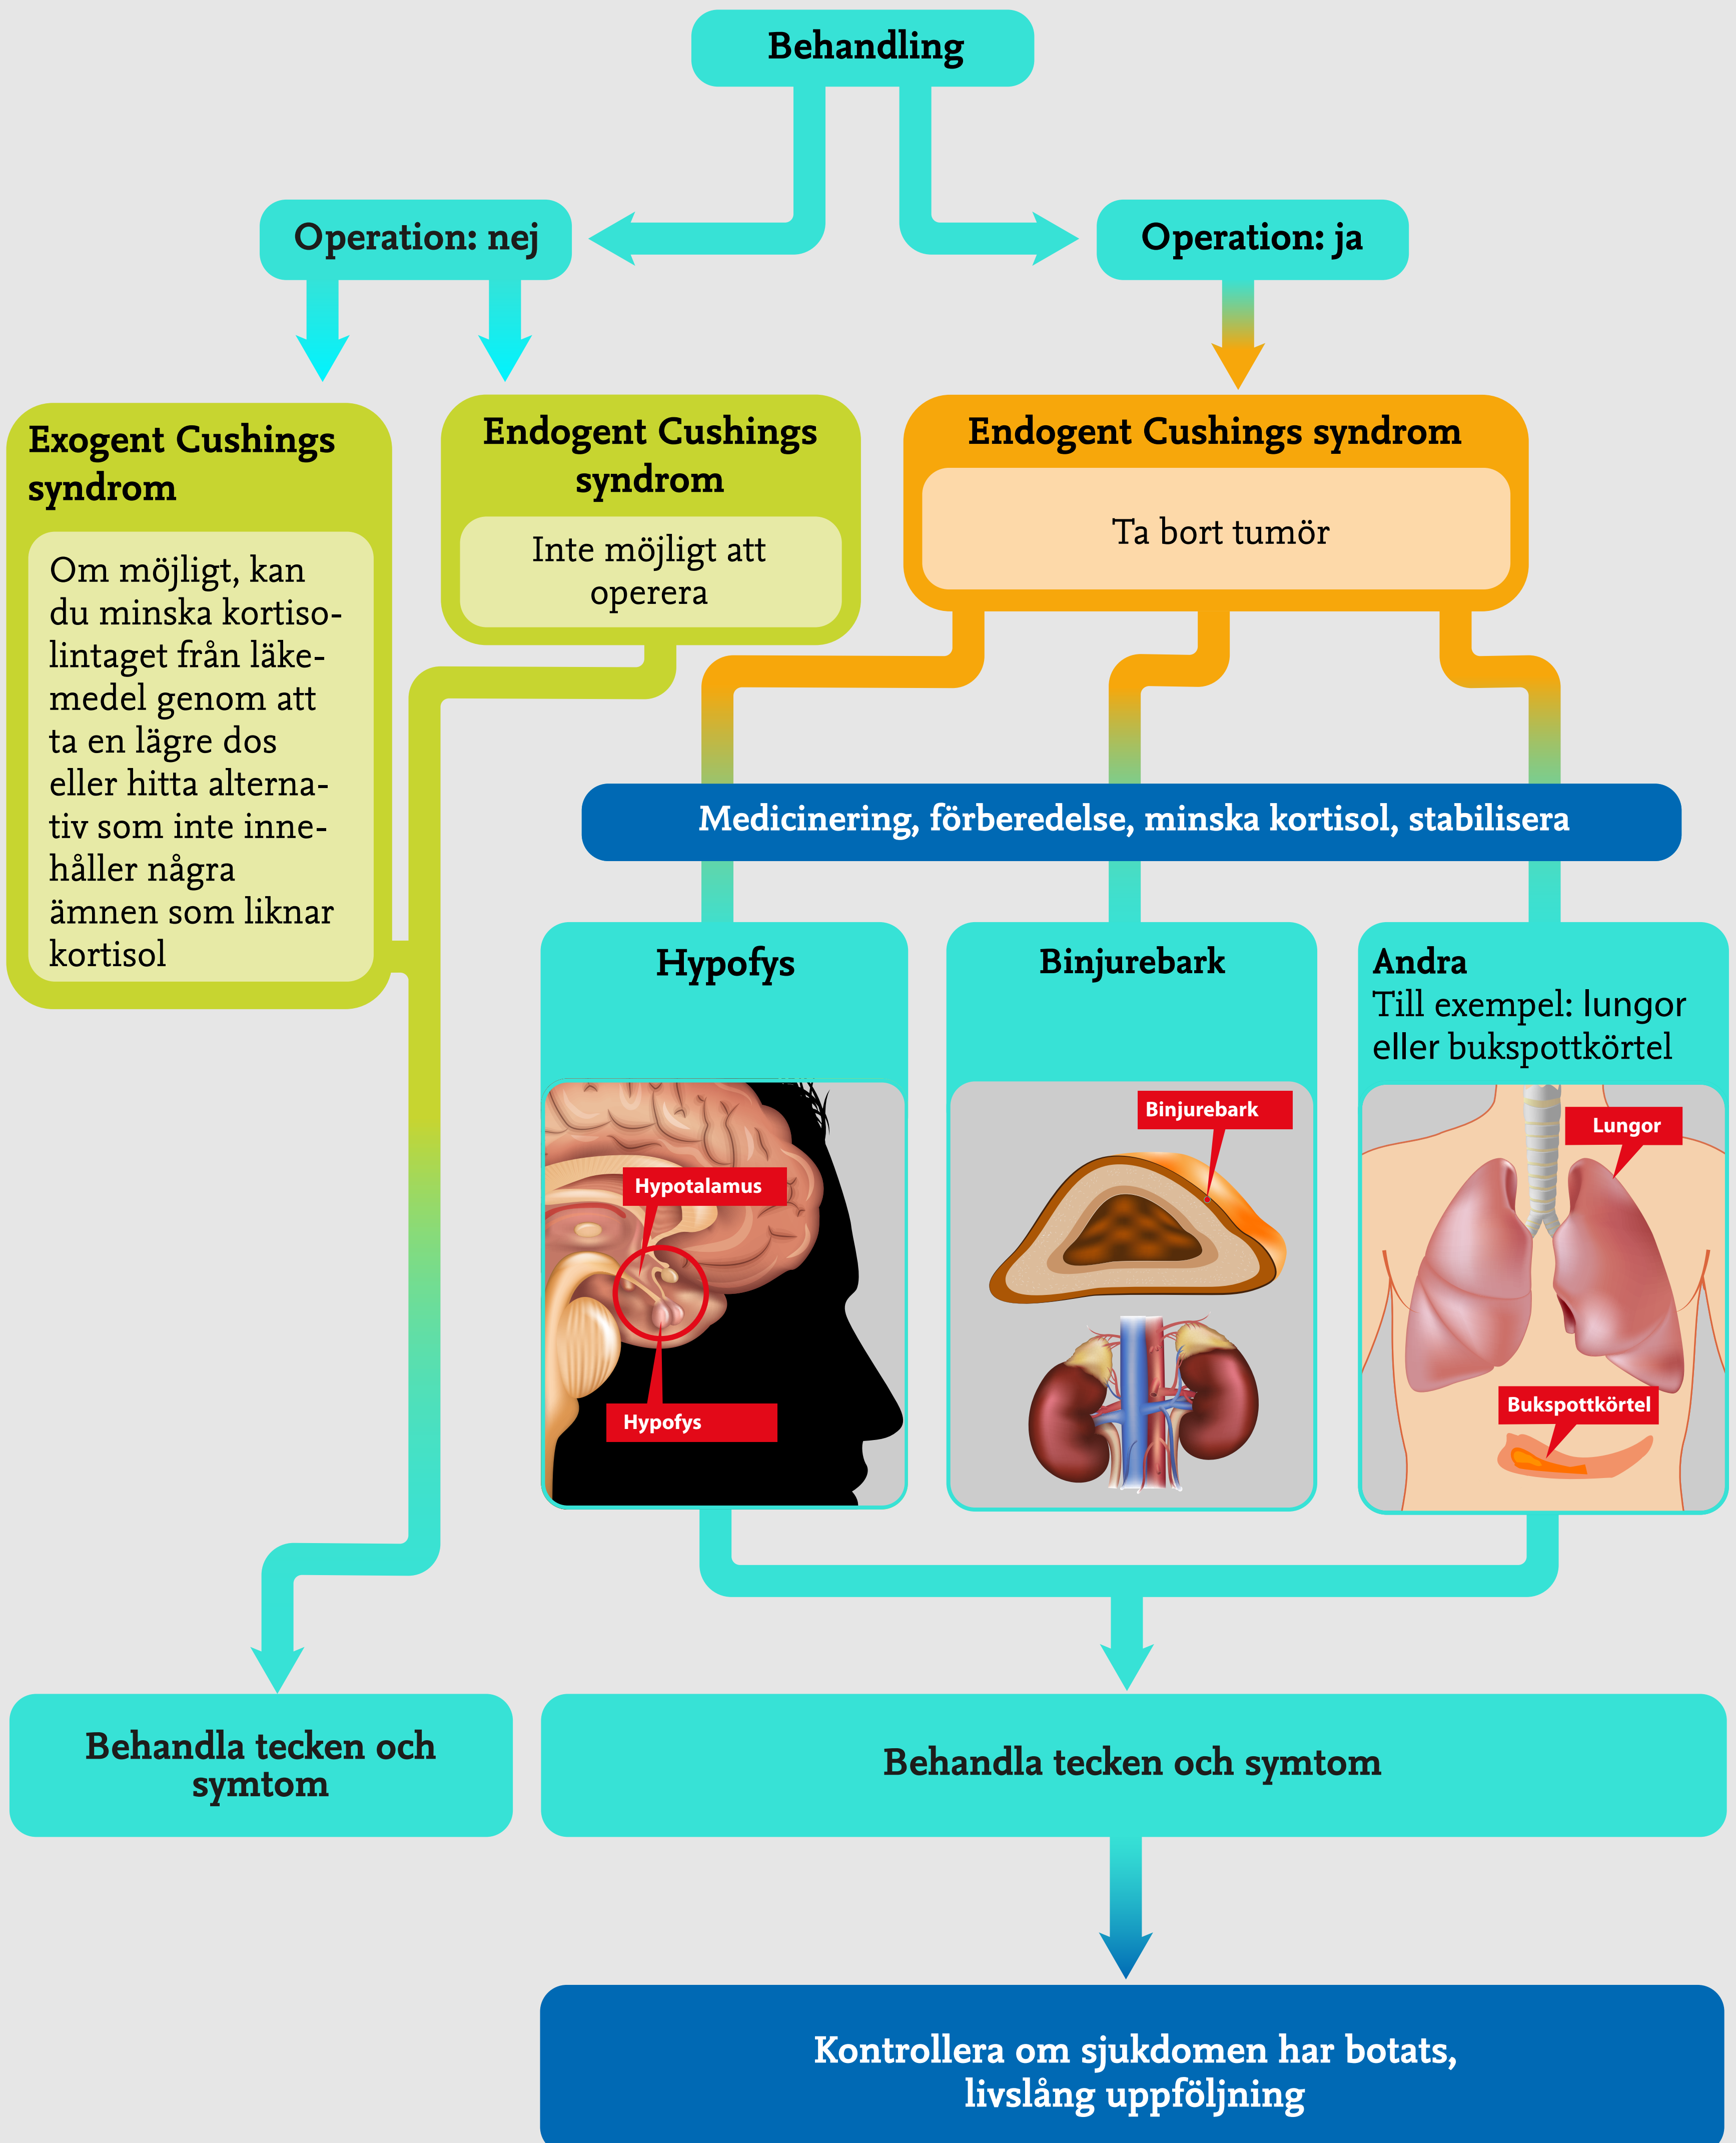 Behandling
Operation: nej
Operation: ja
Exogent Cushings
syndrom
Om möjligt, kan
du minska kortiso-
lintaget från läke-
medel genom att
ta en lägre dos
eller hitta alterna-
tiv som inte inne-
håller några
ämnen som liknar
kortisol
Endogent Cushings
syndrom
Inte möjligt att
operera
Endogent Cushings syndrom
Ta bort tumör
Medicinering, förberedelse, minska kortisol, stabilisera
Hypofys
Hypotalamus
Hypofys
Binjurebark
Binjurebark
Andra
Till exempel: lungor
eller bukspottkörtel
Lungor
Bukspottkörtel
Behandla tecken och
symtom
Behandla tecken och symtom
Kontrollera om sjukdomen har botats,
livslång uppföljning